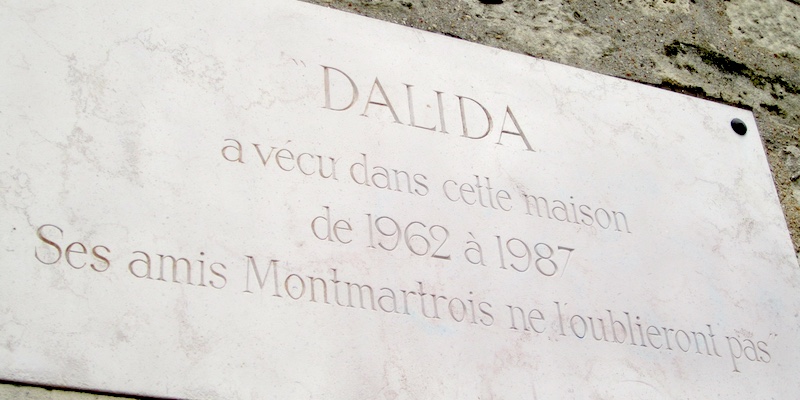 "DALIDA
a vécu dans cette maison
de 1962 à 1987
Ses amis Montmartrois ne l'oublieront pas"